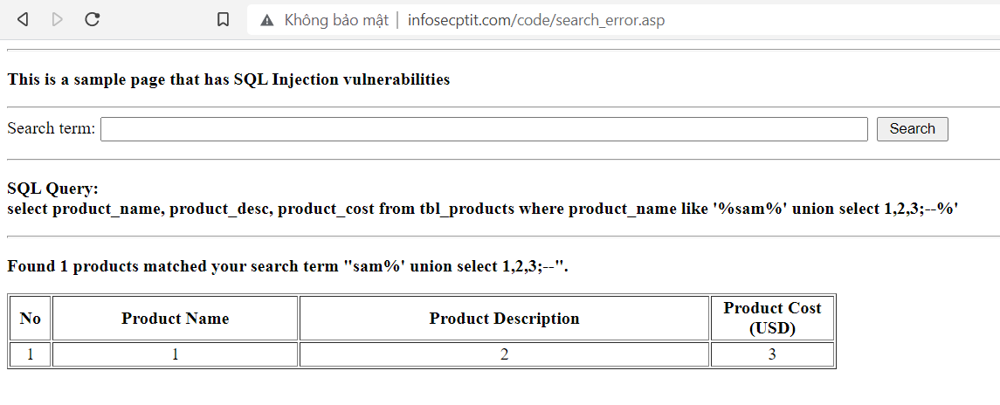 Không bảo mật | infosecptit.com/code/search_error.asp
This is a sample page that has SQL Injection vulnerabilities
Search term: Search
SQL Query:
select product_name, product_desc, product_cost from tbl_products where product_name like '%sam%' union select 1,2,3;--%'
Found 1 products matched your search term "sam%' union select 1,2,3;--".
No Product Name Product Description Product Cost (USD)
1 1 2 3